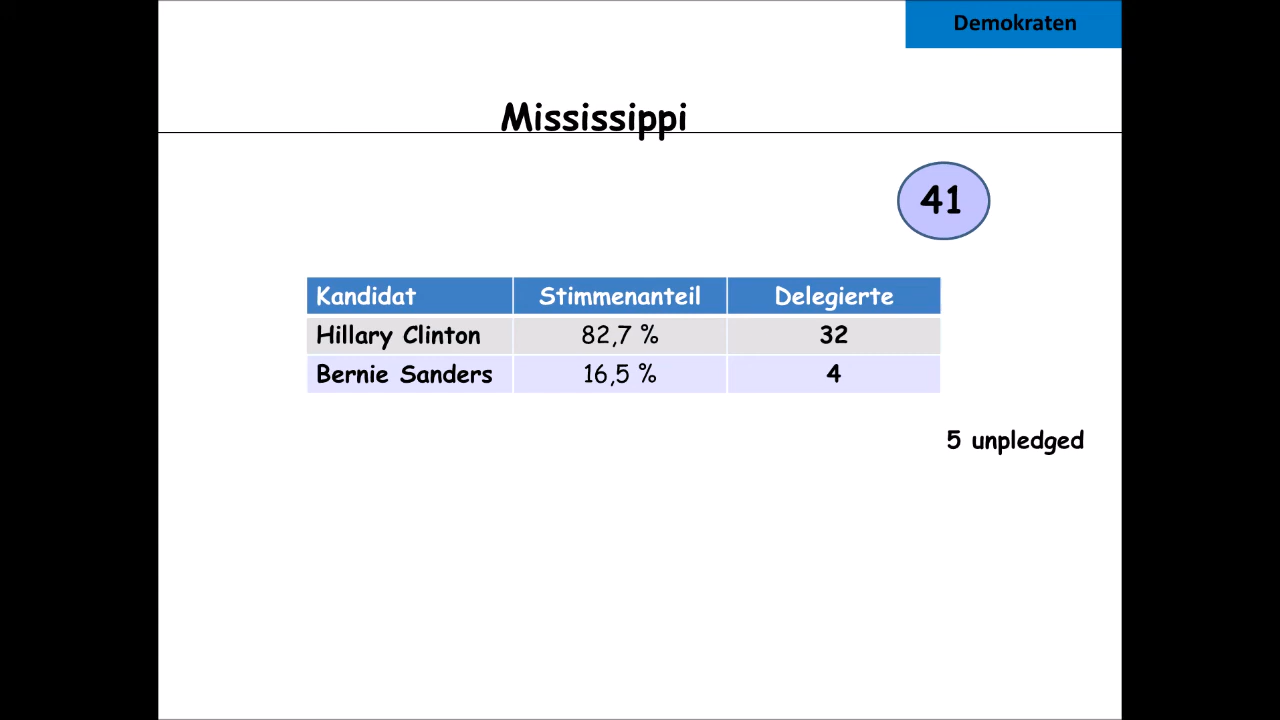 Demokraten
Mississippi
41
Kandidat Stimmenanteil Delegierte
Hillary Clinton 82,7 % 32
Bernie Sanders 16,5 % 4
5 unpledged